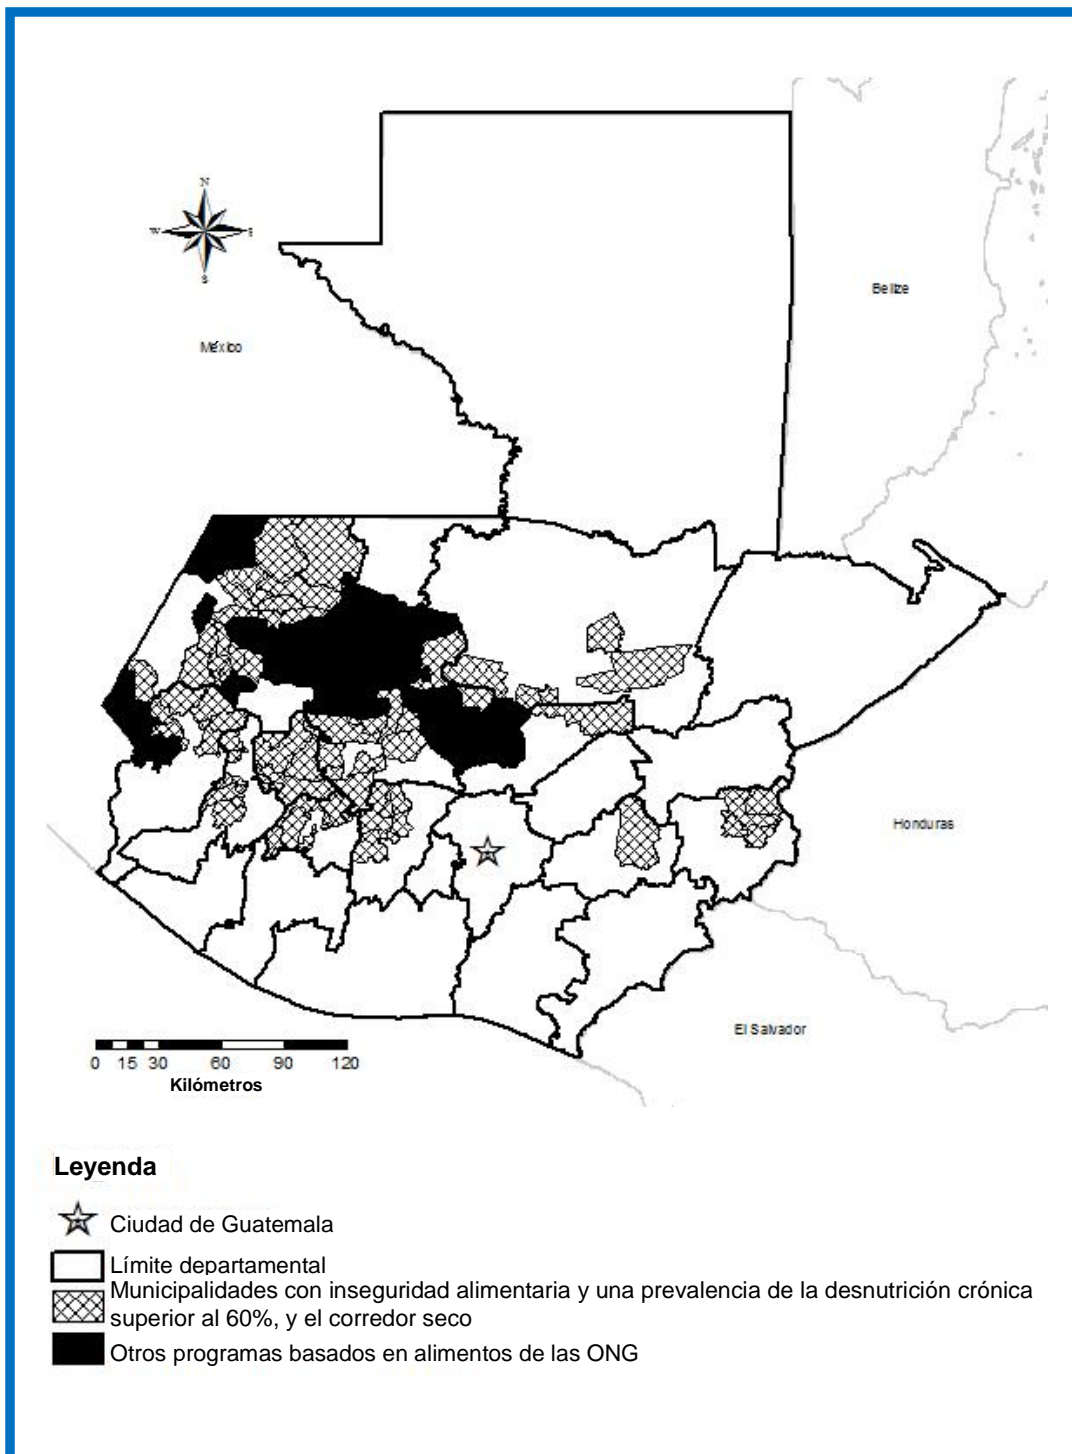 N
W
E
S
Belize
México
Honduras
El Salvador
0 15 30 60 90 120
Kilómetros
Leyenda
Ciudad de Guatemala
Límite departamental
Municipalidades con inseguridad alimentaria y una prevalencia de la desnutrición crónica
superior al 60%, y el corredor seco
Otros programas basados en alimentos de las ONG